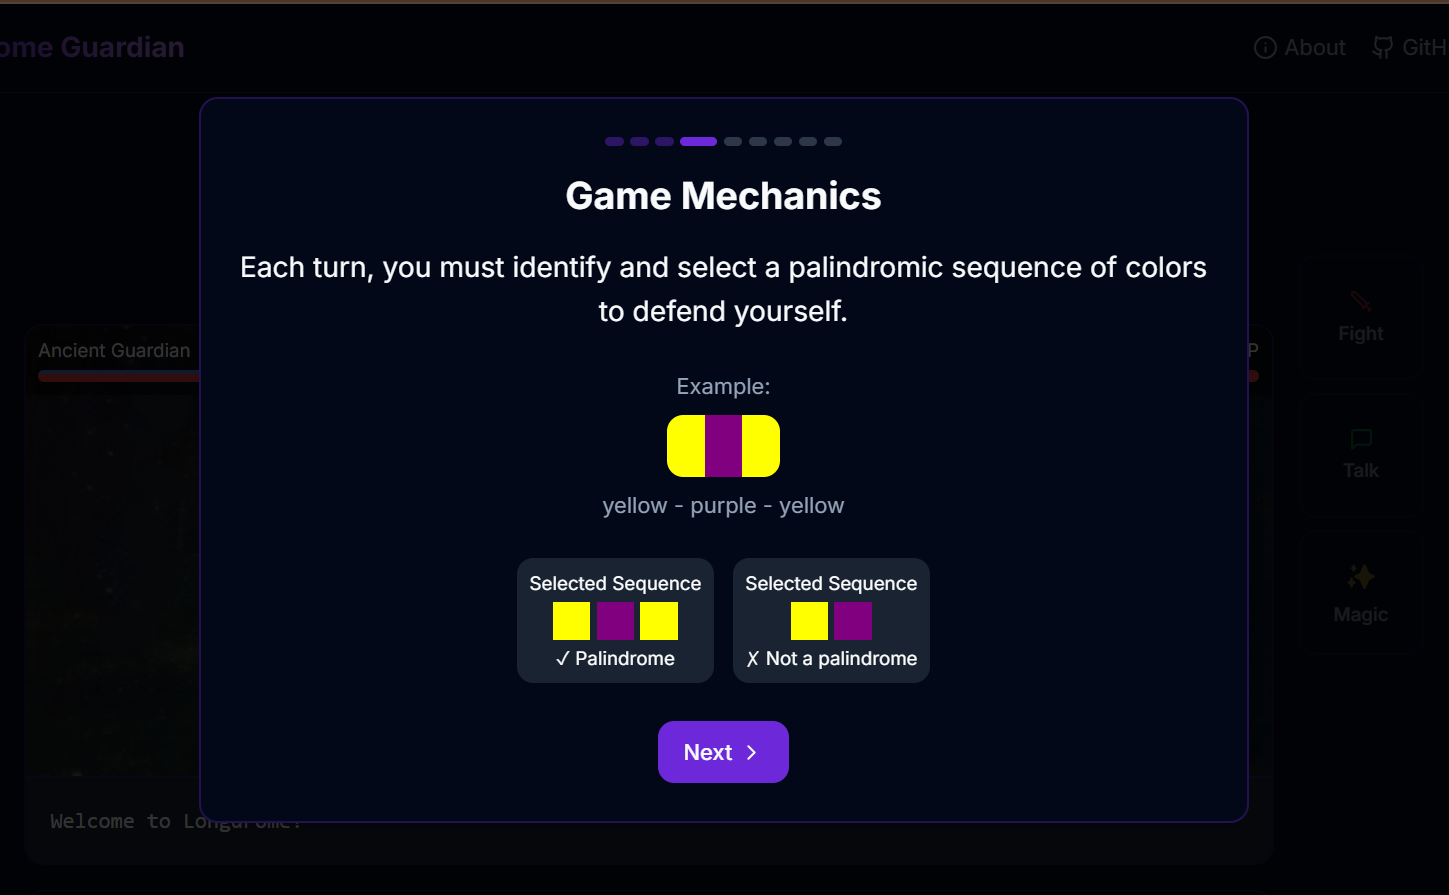 ome Guardian
About
GitH
Game Mechanics
Each turn, you must identify and select a palindromic sequence of colors
to defend yourself.
Ancient Guardian
P
Fight
Example:
Talk
yellow - purple - yellow
Selected Sequence
✓ Palindrome
Selected Sequence
✗ Not a palindrome
Magic
Next
Welcome to Longdrome!